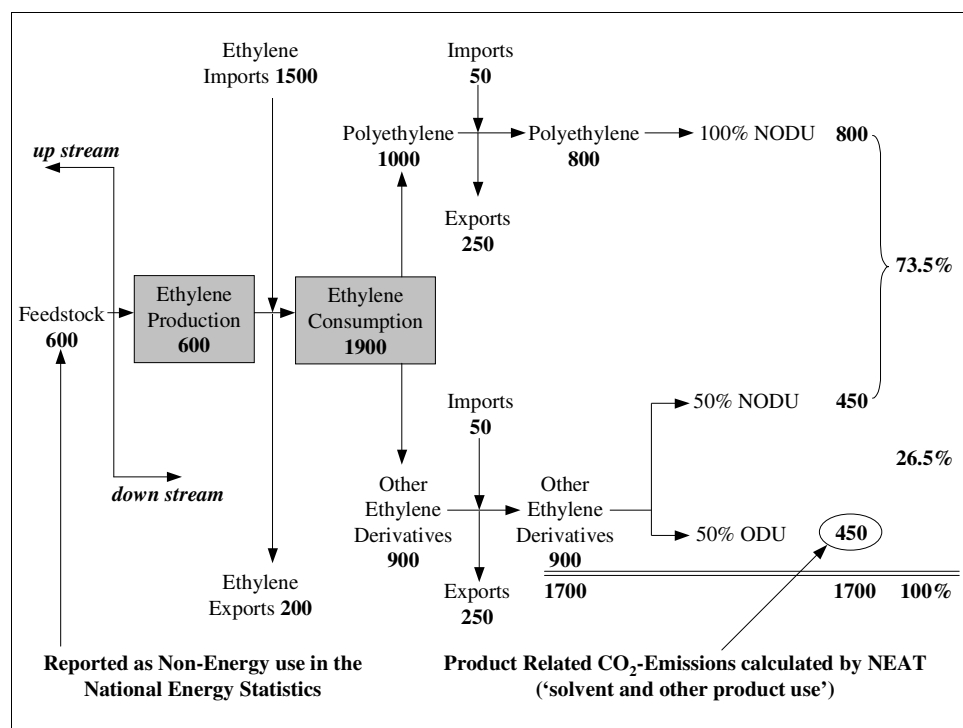 Ethylene
Imports 1500
Imports
50
Polyethylene
1000
Polyethylene
800
100% NODU 800
up stream
Exports
250
73.5%
Feedstock
600
Ethylene
Production
600
Ethylene
Consumption
1900
Imports
50
50% NODU 450
26.5%
down stream
Other
Ethylene
Derivatives
900
Other
Ethylene
Derivatives
900
50% ODU 450
Ethylene
Exports 200
Exports
250
1700 1700 100%
Reported as Non-Energy use in the
National Energy Statistics
Product Related CO₂-Emissions calculated by NEAT
(‘solvent and other product use’)